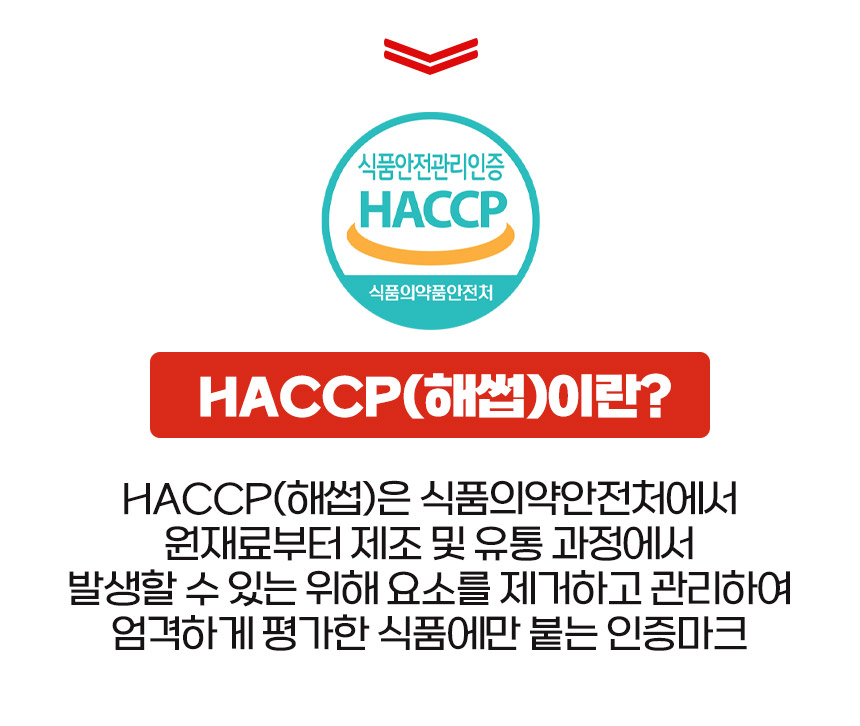 식품안전관리인증
HACCP
식품의약품안전처
HACCP(해썹)이란?
HACCP(해썹)은 식품의약안전처에서
원재료부터 제조 및 유통 과정에서
발생할 수 있는 위해 요소를 제거하고 관리하여
엄격하게 평가한 식품에만 붙는 인증마크